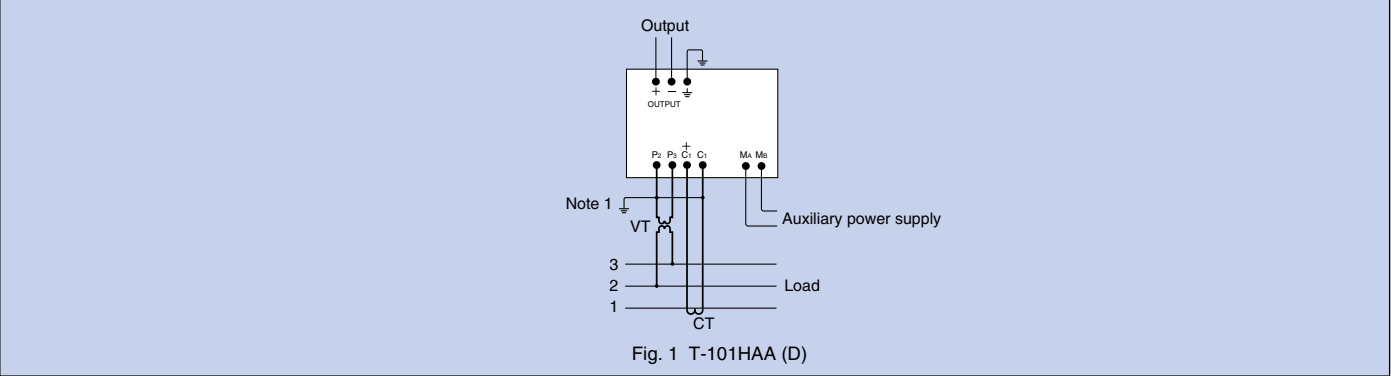 Output
+ − ⏚
OUTPUT
+
P2 P3 C1 C1 MA MB
Note 1
Auxiliary power supply
VT
3
2 Load
1
CT
Fig. 1 T-101HAA (D)